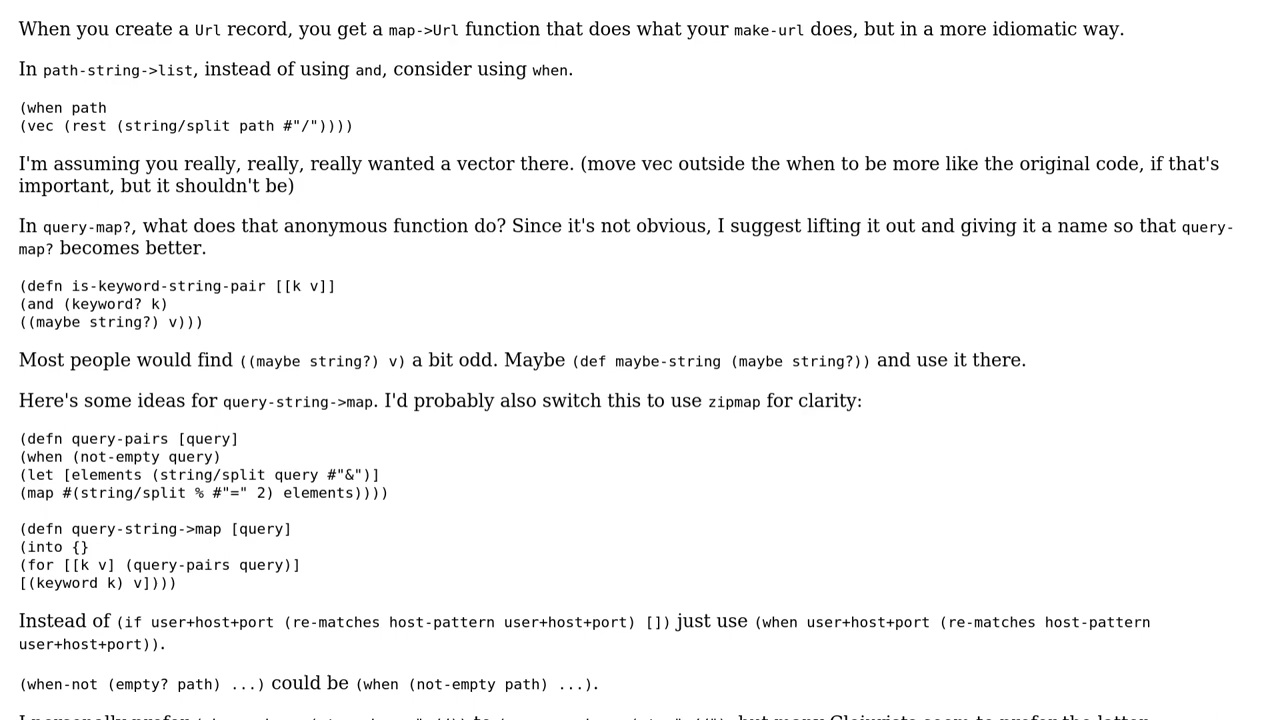 When you create a Url record, you get a map->Url function that does what your make-url does, but in a more idiomatic way.
In path-string->list, instead of using and, consider using when.
(when path
(vec (rest (string/split path #"/"))))
I'm assuming you really, really, really wanted a vector there. (move vec outside the when to be more like the original code, if that's
important, but it shouldn't be)
In query-map?, what does that anonymous function do? Since it's not obvious, I suggest lifting it out and giving it a name so that query-
map? becomes better.
(defn is-keyword-string-pair [[k v]]
(and (keyword? k)
((maybe string?) v)))
Most people would find ((maybe string?) v) a bit odd. Maybe (def maybe-string (maybe string?)) and use it there.
Here's some ideas for query-string->map. I'd probably also switch this to use zipmap for clarity:
(defn query-pairs [query]
(when (not-empty query)
(let [elements (string/split query #"&")]
(map #(string/split % #"=" 2) elements))))
(defn query-string->map [query]
(into {}
(for [[k v] (query-pairs query)]
[(keyword k) v])))
Instead of (if user+host+port (re-matches host-pattern user+host+port) []) just use (when user+host+port (re-matches host-pattern
user+host+port)).
(when-not (empty? path) ...) could be (when (not-empty path) ...).